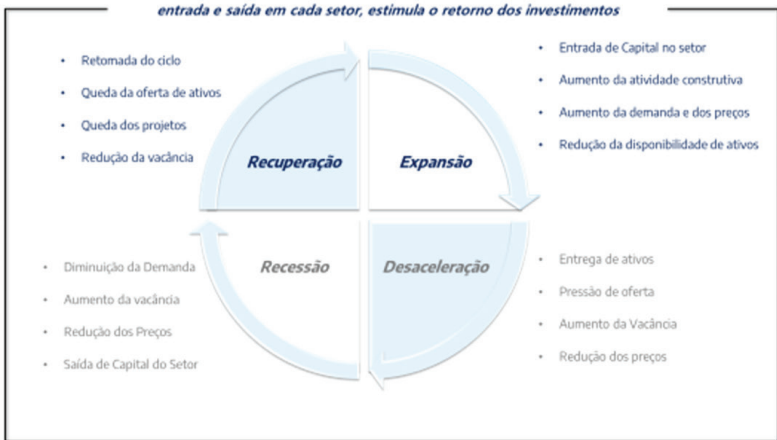 entrada e saída em cada setor, estimula o retorno dos investimentos
• Retomada do ciclo
• Queda da oferta de ativos
• Queda dos projetos
• Redução da vacância
Recuperação
Expansão
• Entrada de Capital no setor
• Aumento da atividade construtiva
• Aumento da demanda e dos preços
• Redução da disponibilidade de ativos
• Diminuição da Demanda
• Aumento da vacância
• Redução dos Preços
• Saída de Capital do Setor
Recessão
Desaceleração
• Entrega de ativos
• Pressão de oferta
• Aumento da Vacância
• Redução dos preços